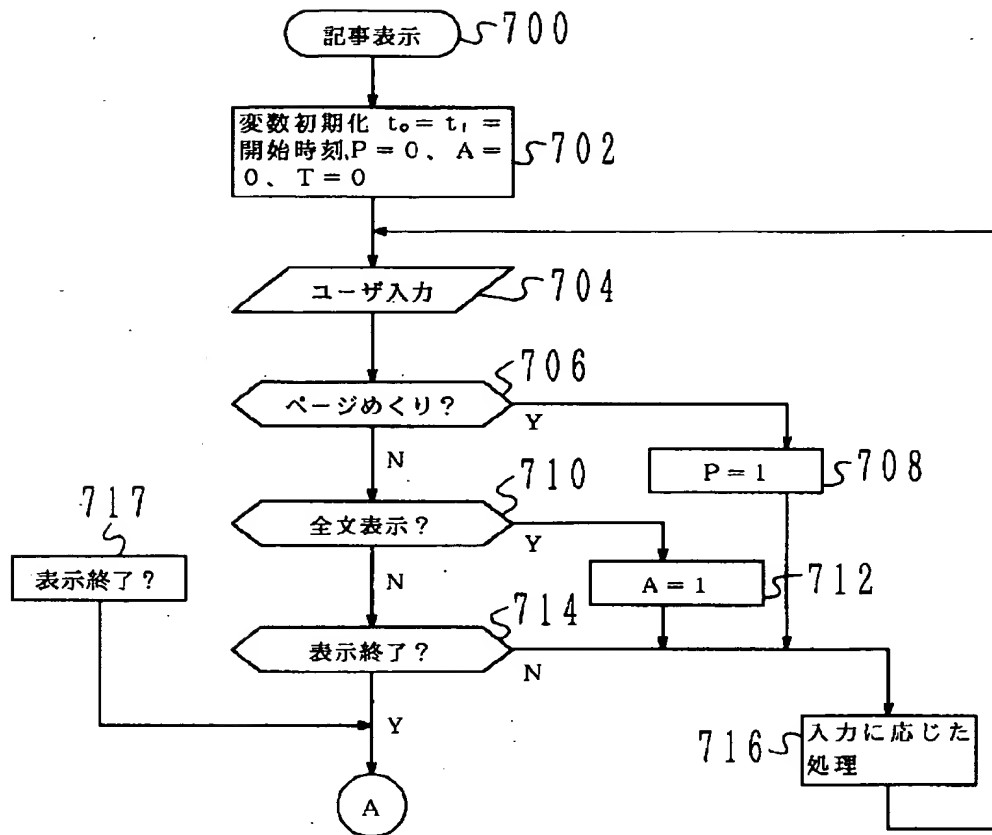 記事表示
700
変数初期化 t₀=t₁=
開始時刻、P=0、A=
0、T=0
702
ユーザ入力
704
706
ページめくり?
Y
N
P=1
708
710
全文表示?
Y
N
A=1
712
717
表示終了?
714
表示終了?
N
Y
716
入力に応じた
処理
A